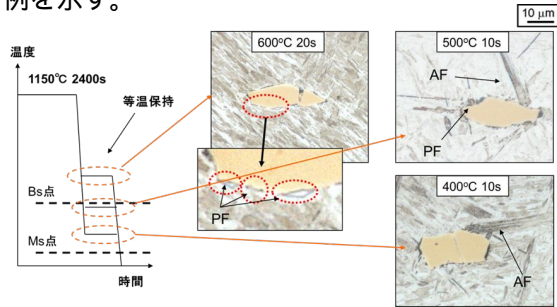 例を示す。
10 μm
温度
1150℃ 2400s
等温保持
Bs点
Ms点
時間
600℃ 20s
PF
500℃ 10s
AF
PF
400℃ 10s
AF